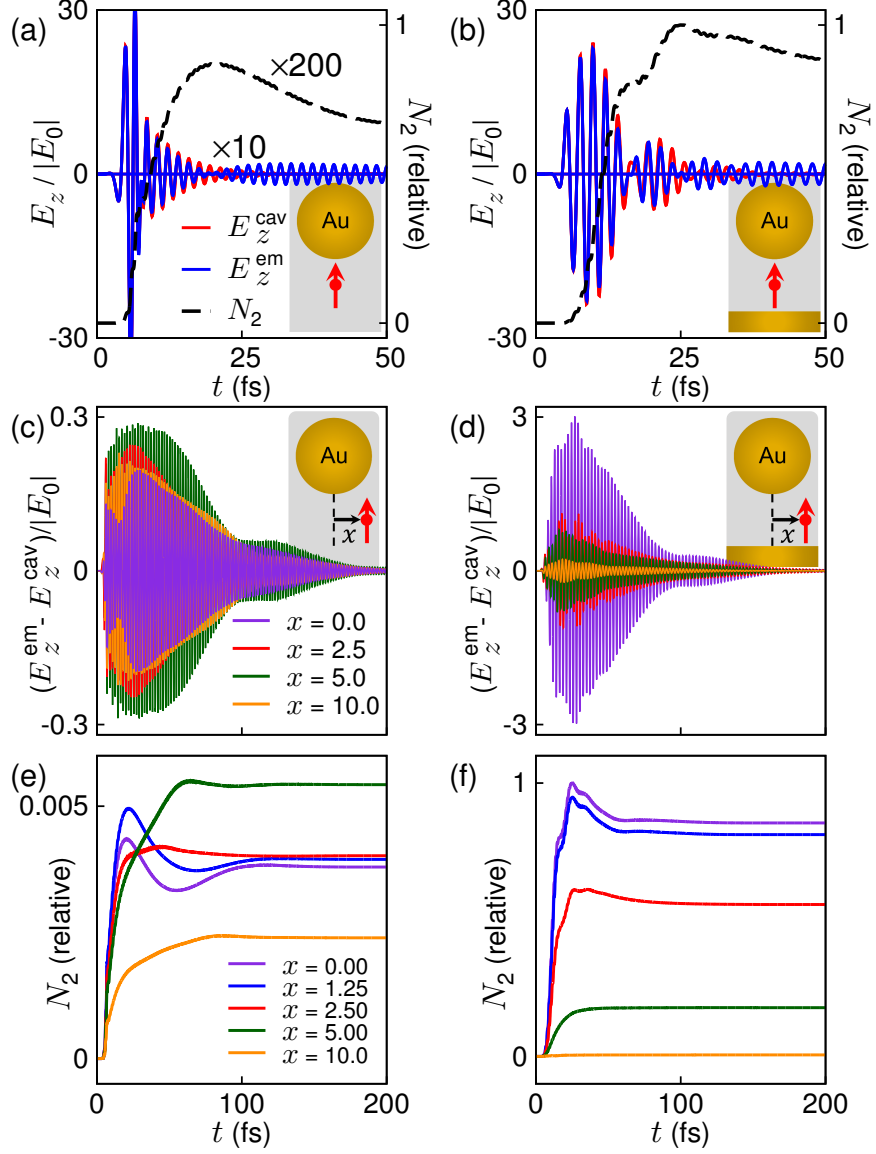 (a)
30
0
-30
E_z / |E_0|
×200
×10
1
0
N_2 (relative)
E_z^cav
E_z^em
N_2
Au
0
25
50
t (fs)
(b)
30
0
-30
E_z / |E_0|
1
0
N_2 (relative)
Au
0
25
50
t (fs)
(c)
0.3
0
-0.3
(E_z^em - E_z^cav)/|E_0|
Au
x
x = 0.0
x = 2.5
x = 5.0
x = 10.0
(d)
3
0
-3
(E_z^em - E_z^cav)/|E_0|
Au
x
(e)
0.005
0
N_2 (relative)
x = 0.00
x = 1.25
x = 2.50
x = 5.00
x = 10.0
0
100
200
t (fs)
(f)
1
0
N_2 (relative)
0
100
200
t (fs)